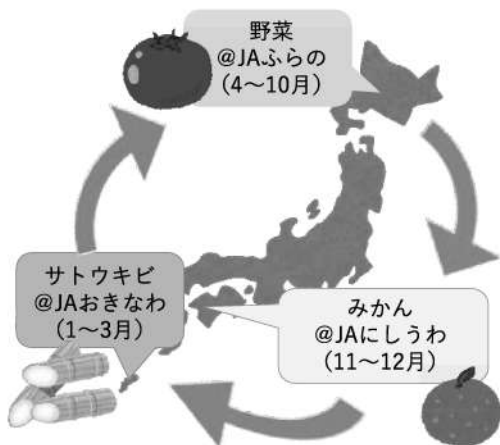 野菜
@JAふらの
(4〜10月)
サトウキビ
@JAおきなわ
(1〜3月)
みかん
@JAにしうわ
(11〜12月)